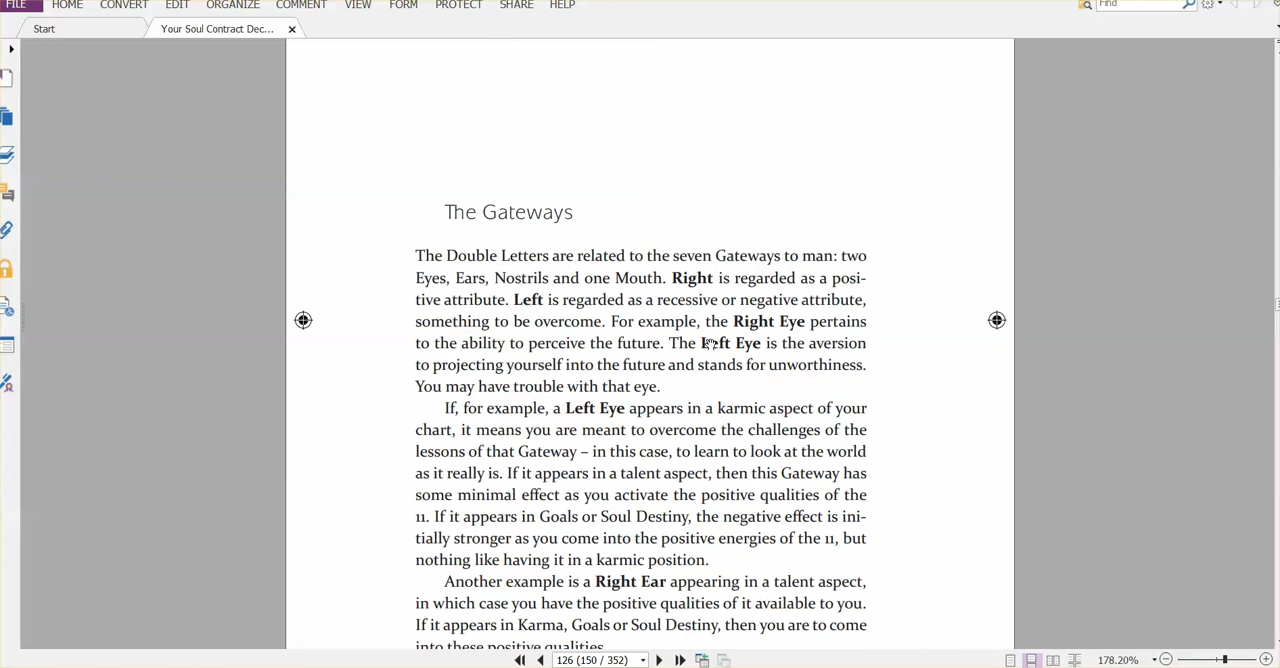 FILE HOME CONVERT EDIT ORGANIZE COMMENT VIEW FORM PROTECT SHARE HELP Find
Start Your Soul Contract Dec...
The Gateways
The Double Letters are related to the seven Gateways to man: two
Eyes, Ears, Nostrils and one Mouth. Right is regarded as a posi-
tive attribute. Left is regarded as a recessive or negative attribute,
something to be overcome. For example, the Right Eye pertains
to the ability to perceive the future. The Left Eye is the aversion
to projecting yourself into the future and stands for unworthiness.
You may have trouble with that eye.
If, for example, a Left Eye appears in a karmic aspect of your
chart, it means you are meant to overcome the challenges of the
lessons of that Gateway – in this case, to learn to look at the world
as it really is. If it appears in a talent aspect, then this Gateway has
some minimal effect as you activate the positive qualities of the
11. If it appears in Goals or Soul Destiny, the negative effect is ini-
tially stronger as you come into the positive energies of the 11, but
nothing like having it in a karmic position.
Another example is a Right Ear appearing in a talent aspect,
in which case you have the positive qualities of it available to you.
If it appears in Karma, Goals or Soul Destiny, then you are to come
into these positive qualities.
126 (150 / 352) 178.20%